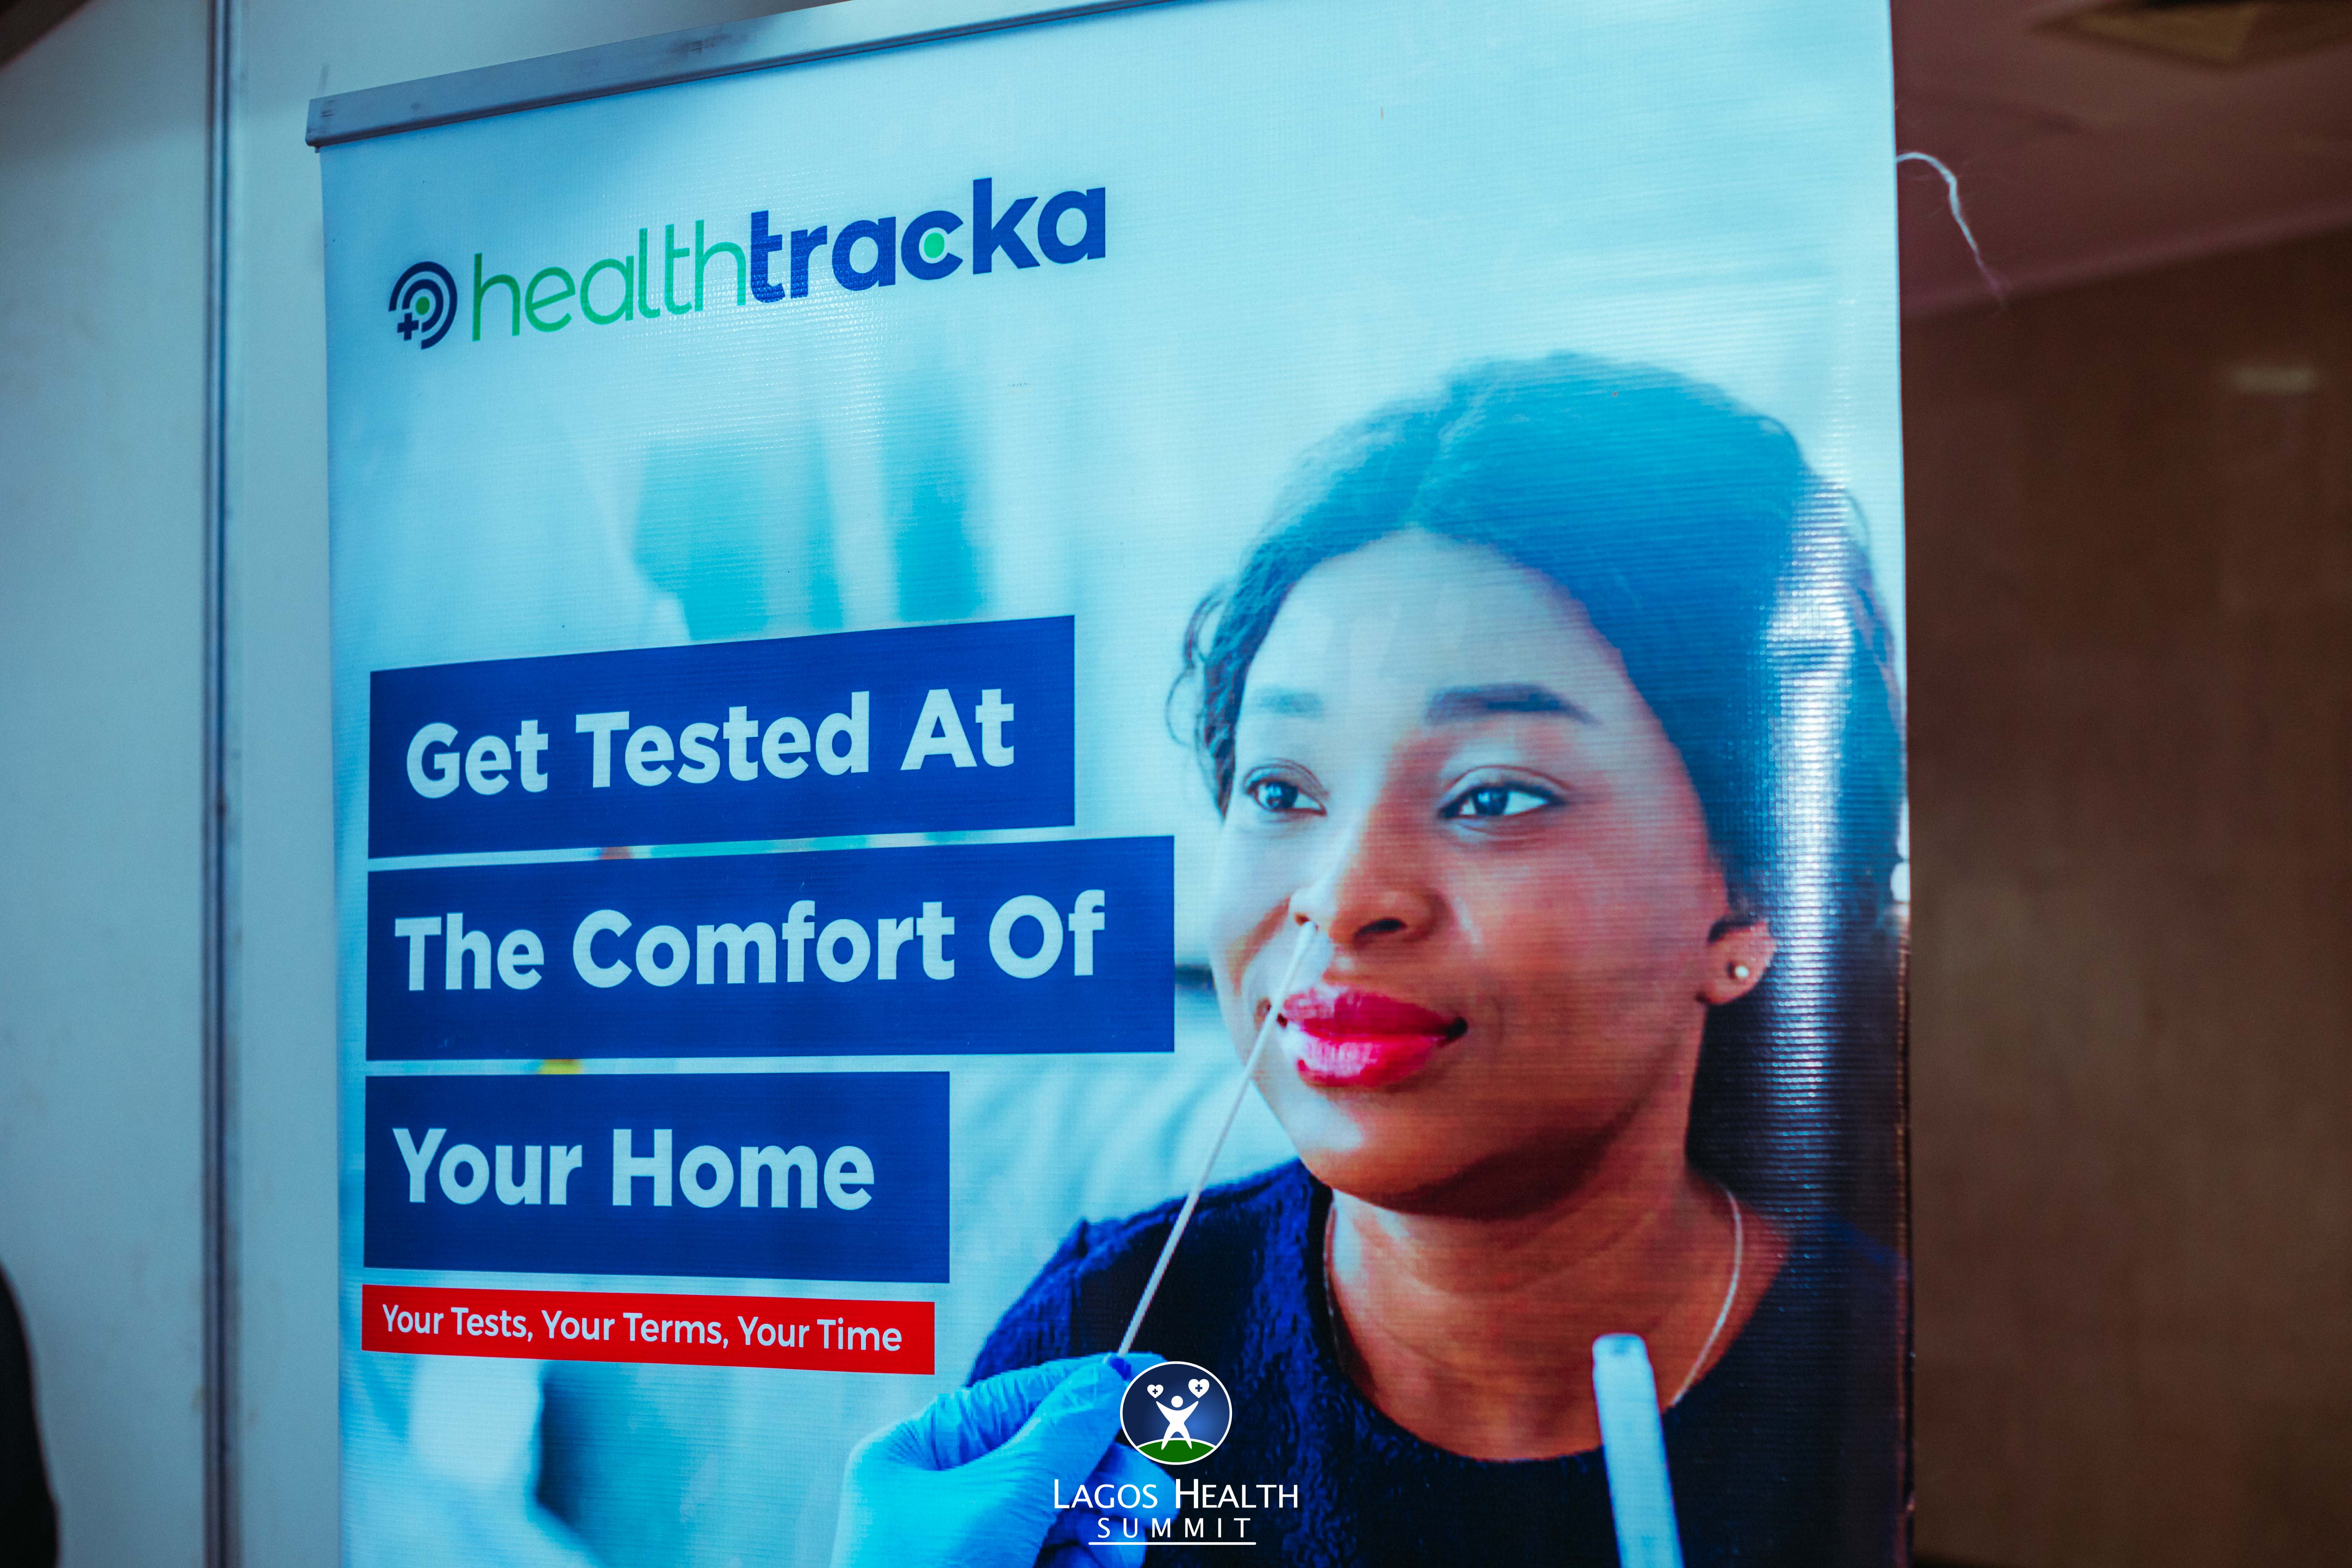 healthtracka
Get Tested At
The Comfort Of
Your Home
Your Tests, Your Terms, Your Time
LAGOS HEALTH
SUMMIT